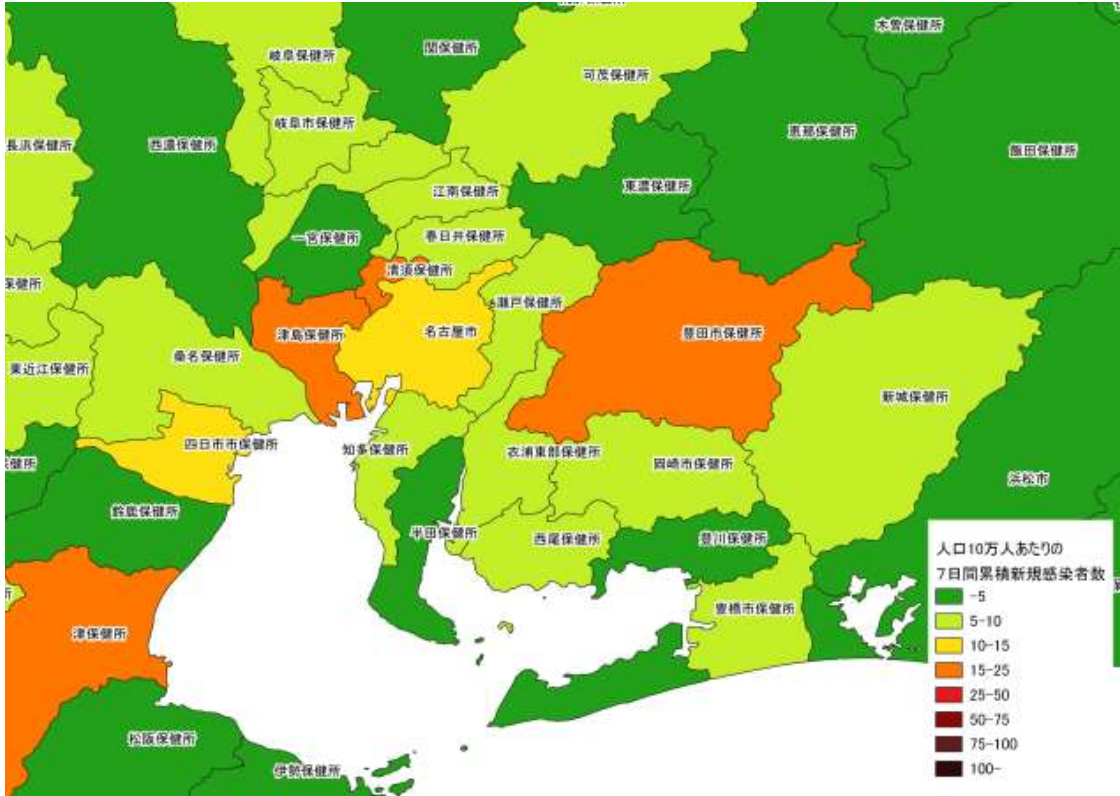 関保健所
木曽保健所
岐阜保健所
可茂保健所
岐阜市保健所
恵那保健所
長浜保健所
西濃保健所
飯田保健所
東濃保健所
江南保健所
一宮保健所
春日井保健所
清須保健所
保健所
瀬戸保健所
津島保健所
名古屋市
豊田市保健所
桑名保健所
東近江保健所
新城保健所
四日市市保健所
知多保健所
衣浦東部保健所
岡崎市保健所
保健所
浜松市
鈴鹿保健所
半田保健所
西尾保健所
豊川保健所
所
豊橋市保健所
津保健所
松阪保健所
伊勢保健所
人口10万人あたりの
7日間累積新規感染者数
-5
5-10
10-15
15-25
25-50
50-75
75-100
100-